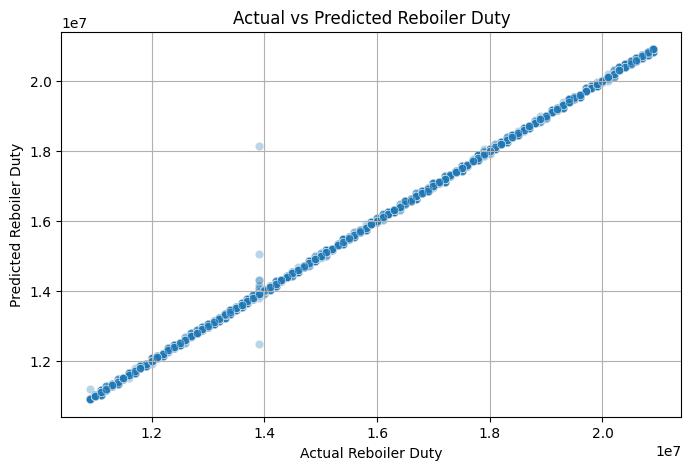 Actual vs Predicted Reboiler Duty
1e7
Predicted Reboiler Duty
2.0
1.8
1.6
1.4
1.2
1.2 1.4 1.6 1.8 2.0
1e7
Actual Reboiler Duty